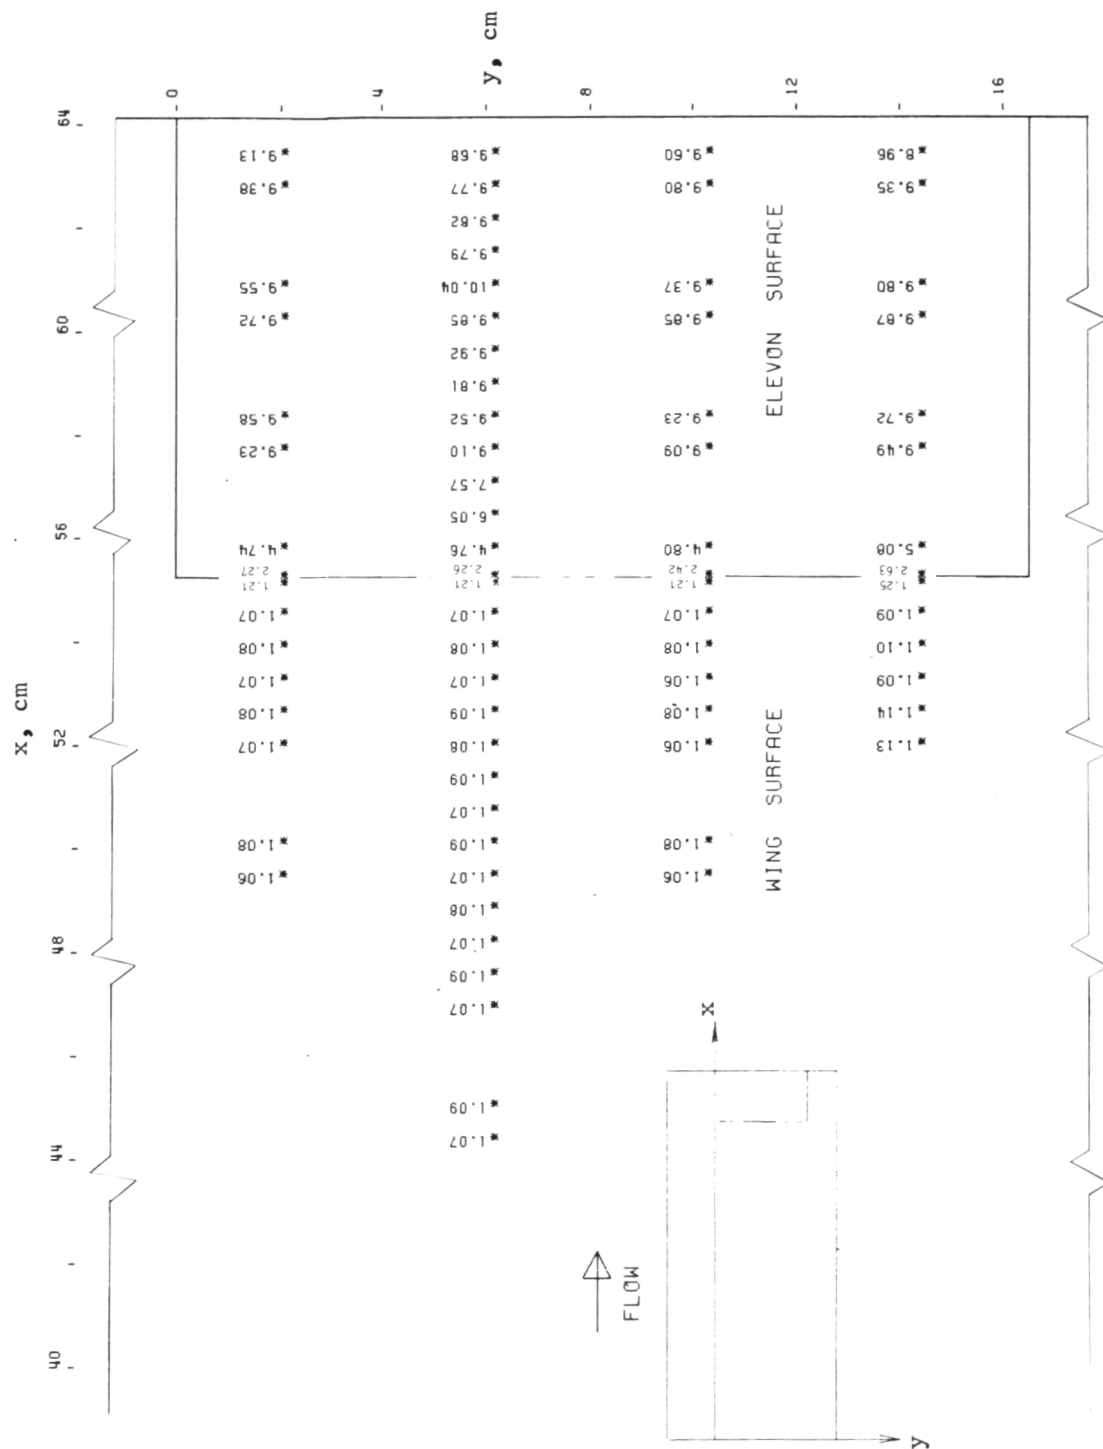 x, cm
40 44 48 52 56 60 64
0
1.06 1.08 1.07 1.08 1.07 1.08 1.07 1.21 2.27 4.74 9.23 9.58 9.72 9.55 9.38 9.13
4
1.07 1.09 1.07 1.09 1.07 1.08 1.07 1.09 1.07 1.09 1.08 1.09 1.07 1.08 1.07 1.21 2.26 4.76 6.05 7.57 9.10 9.52 9.81 9.92 9.85 10.04 9.79 9.82 9.77 9.68
y, cm
8
FLOW
1.06 1.08 1.06 1.08 1.06 1.08 1.07 1.21 2.42 4.80 9.09 9.23 9.85 9.37 9.80 9.60
x
WING SURFACE
ELEVON SURFACE
12
1.13 1.14 1.09 1.10 1.09 1.25 2.63 5.08 9.49 9.72 9.87 9.80 9.35 8.96
y
16